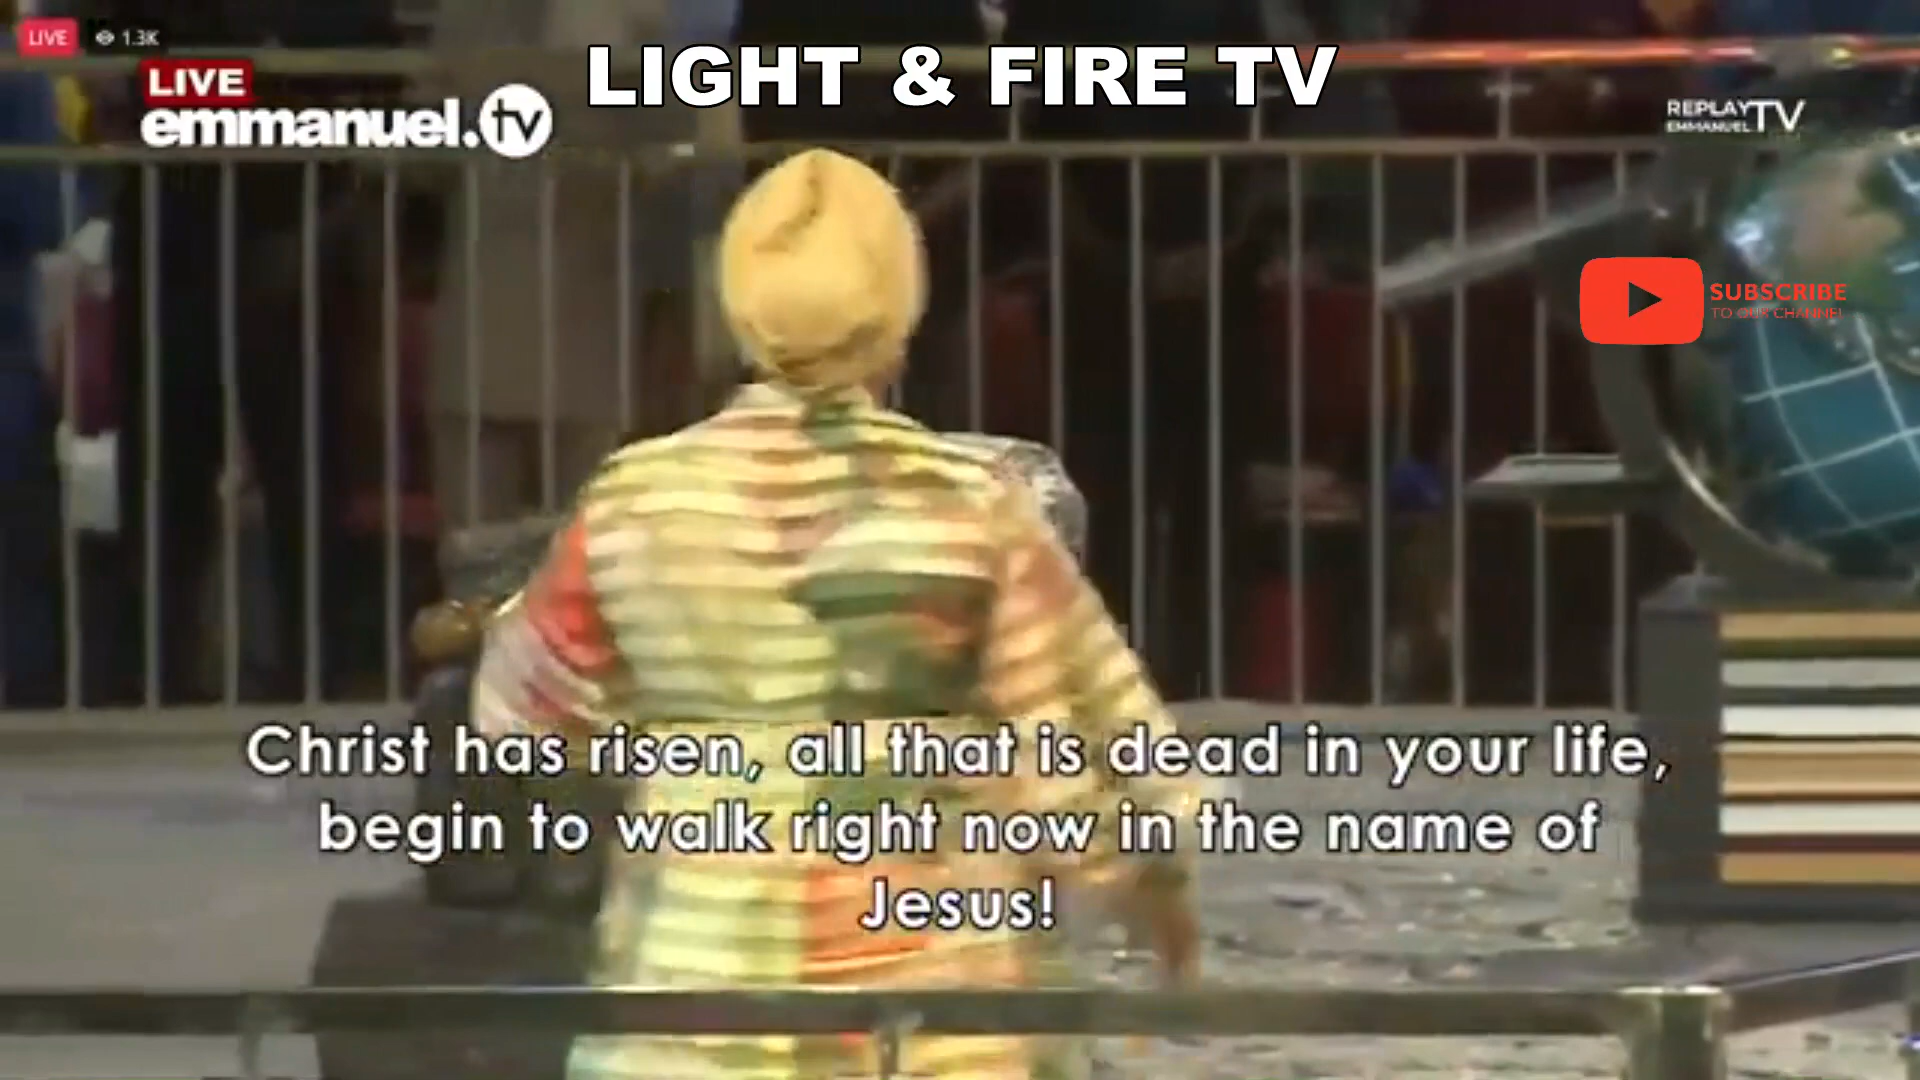 LIVE 1.3K
LIVE
emmanuel.tv
LIGHT & FIRE TV
REPLAY TV
EMMANUEL
SUBSCRIBE
TO OUR CHANNEL
Christ has risen, all that is dead in your life,
begin to walk right now in the name of
Jesus!